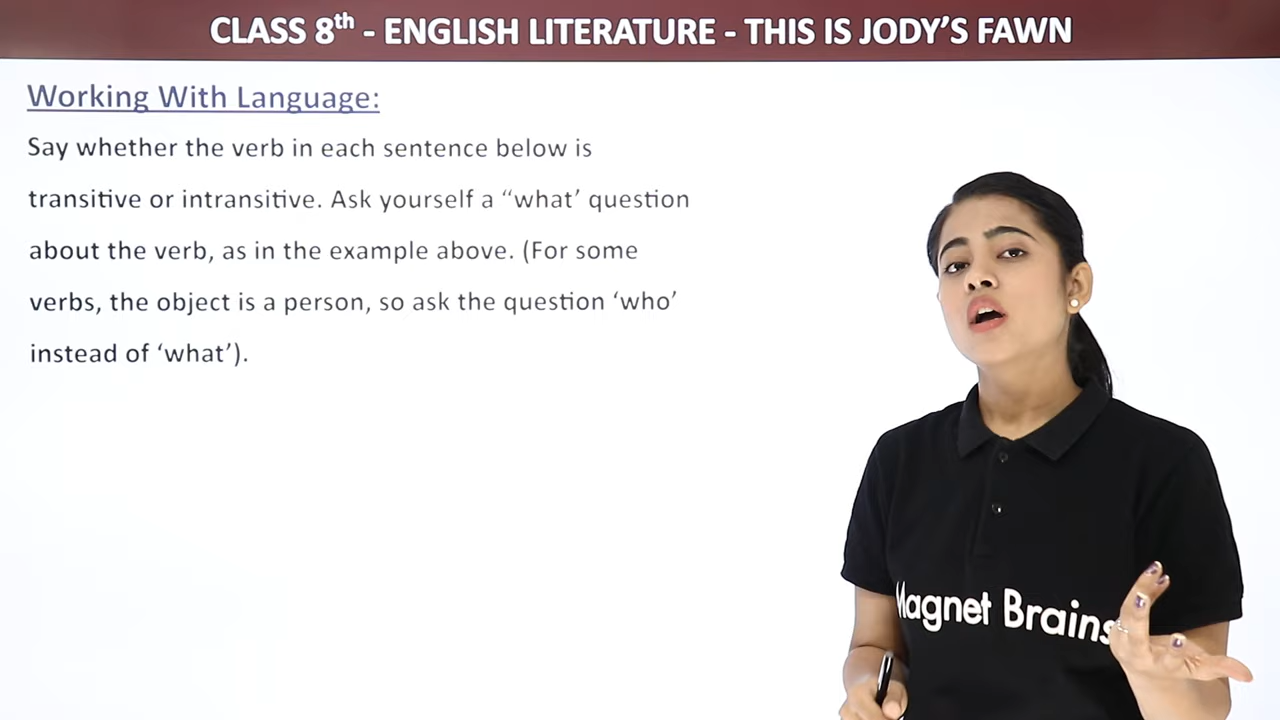 CLASS 8th - ENGLISH LITERATURE - THIS IS JODY’S FAWN
Working With Language:
Say whether the verb in each sentence below is
transitive or intransitive. Ask yourself a “what’ question
about the verb, as in the example above. (For some
verbs, the object is a person, so ask the question ‘who’
instead of ‘what’).
Magnet Brains